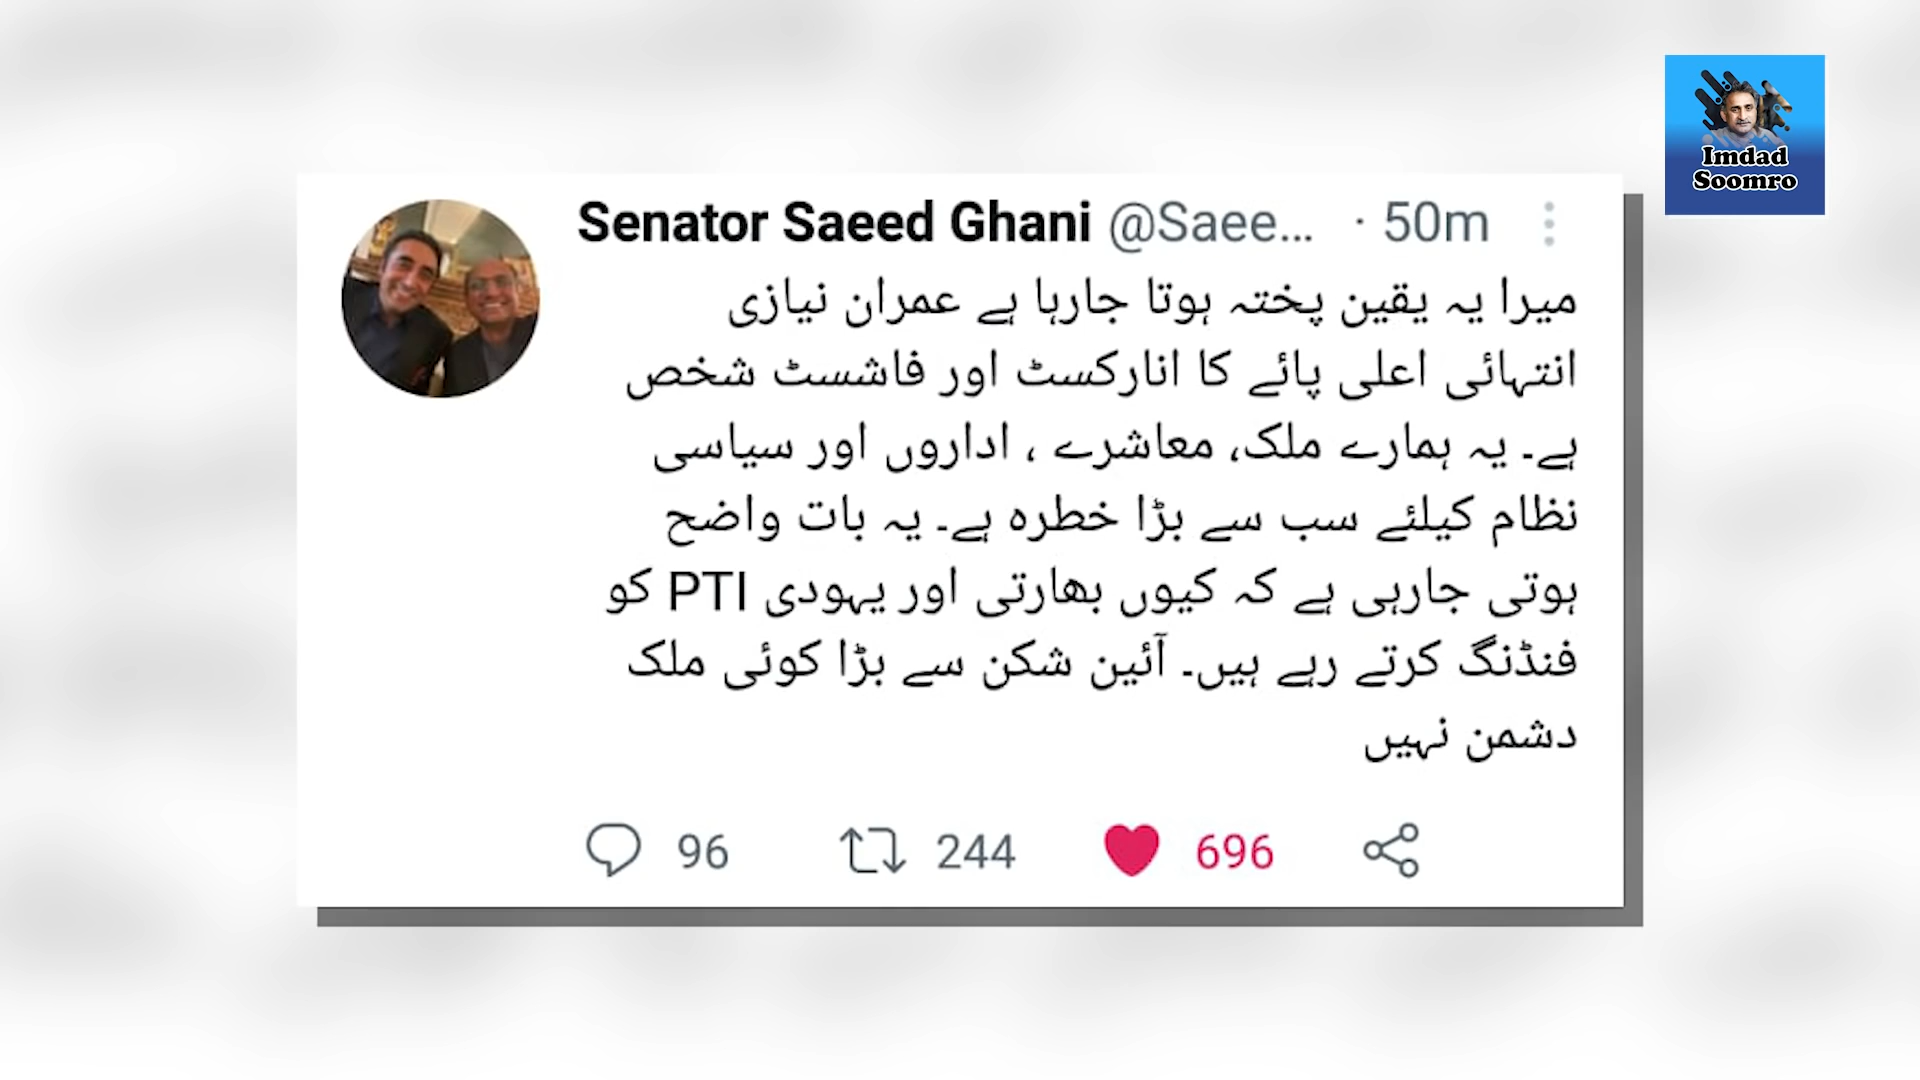 Imdad
Soomro
Senator Saeed Ghani @Saee... · 50m
میرا یہ یقین پختہ ہوتا جارہا ہے عمران نیازی
انتہائی اعلی پائے کا انارکسٹ اور فاشسٹ شخص
ہے۔ یہ ہمارے ملک، معاشرے ، اداروں اور سیاسی
نظام کیلئے سب سے بڑا خطرہ ہے۔ یہ بات واضح
ہوتی جارہی ہے کہ کیوں بھارتی اور یہودی PTI کو
فنڈنگ کرتے رہے ہیں۔ آئین شکن سے بڑا کوئی ملک
دشمن نہیں
96 244 696